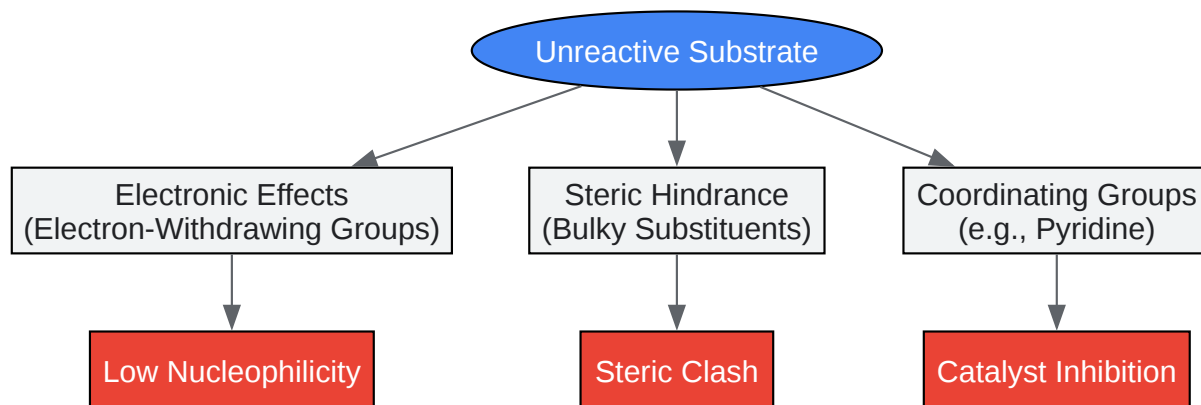 Unreactive Substrate
Electronic Effects
(Electron-Withdrawing Groups)
Steric Hindrance
(Bulky Substituents)
Coordinating Groups
(e.g., Pyridine)
Low Nucleophilicity
Steric Clash
Catalyst Inhibition